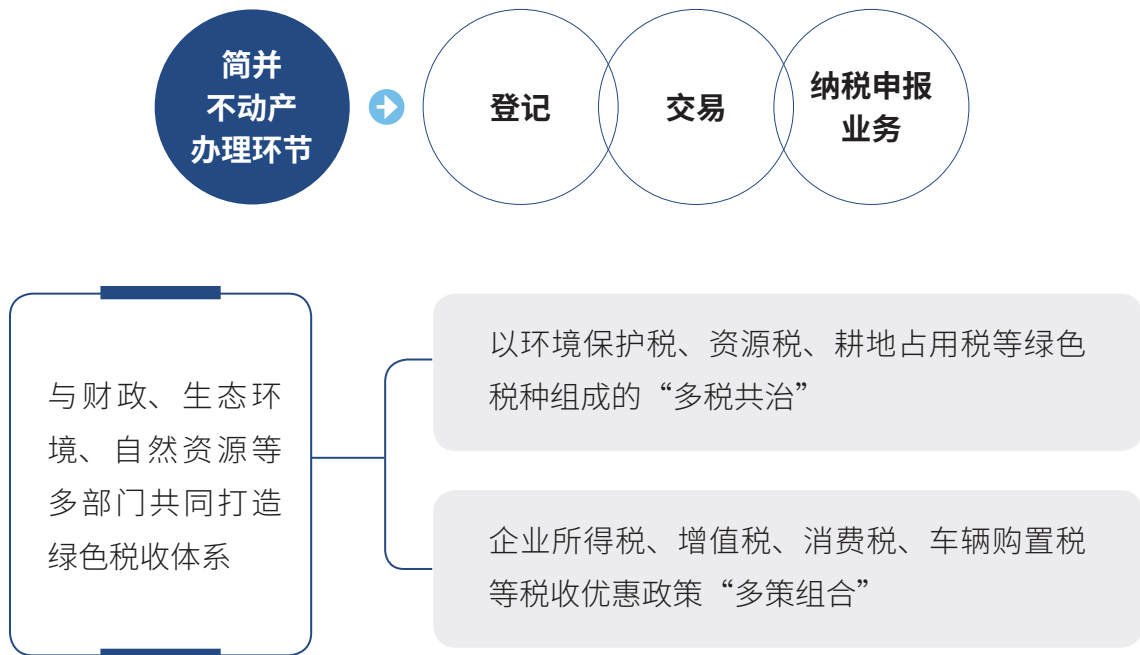 简并
不动产
办理环节
登记
交易
纳税申报
业务
与财政、生态环
境、自然资源等
多部门共同打造
绿色税收体系
以环境保护税、资源税、耕地占用税等绿色
税种组成的“多税共治”
企业所得税、增值税、消费税、车辆购置税
等税收优惠政策“多策组合”